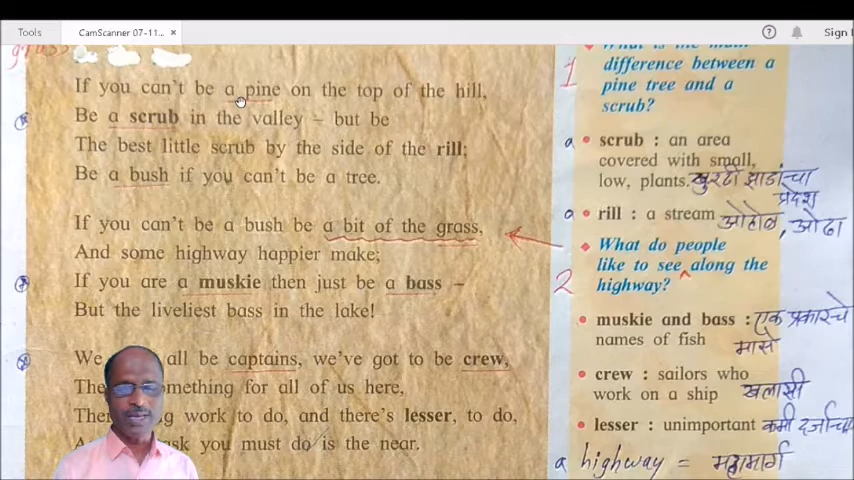 Tools
CamScanner 07-11...
×
?
Sign
grass
If you can't be a pine on the top of the hill,
Be a scrub in the valley – but be
The best little scrub by the side of the rill;
Be a bush if you can't be a tree.
If you can't be a bush be a bit of the grass,
And some highway happier make;
If you are a muskie then just be a bass –
But the liveliest bass in the lake!
We all be captains, we've got to be crew,
The mething for all of us here,
work to do, and there's lesser, to do,
ask you must do is the near.
1
What is the main
difference between a
pine tree and a
scrub?
a • scrub : an area
covered with small,
low, plants. खुरट्या झाडांचा
प्रदेश
a • rill : a stream ओहोळ, ओढा
What do people
like to see along the
2 highway?
• muskie and bass : एक प्रकारचे
names of fish मासे
• crew : sailors who
work on a ship खलाशी
• lesser : unimportant कमी दर्जाचा
a highway = महामार्ग